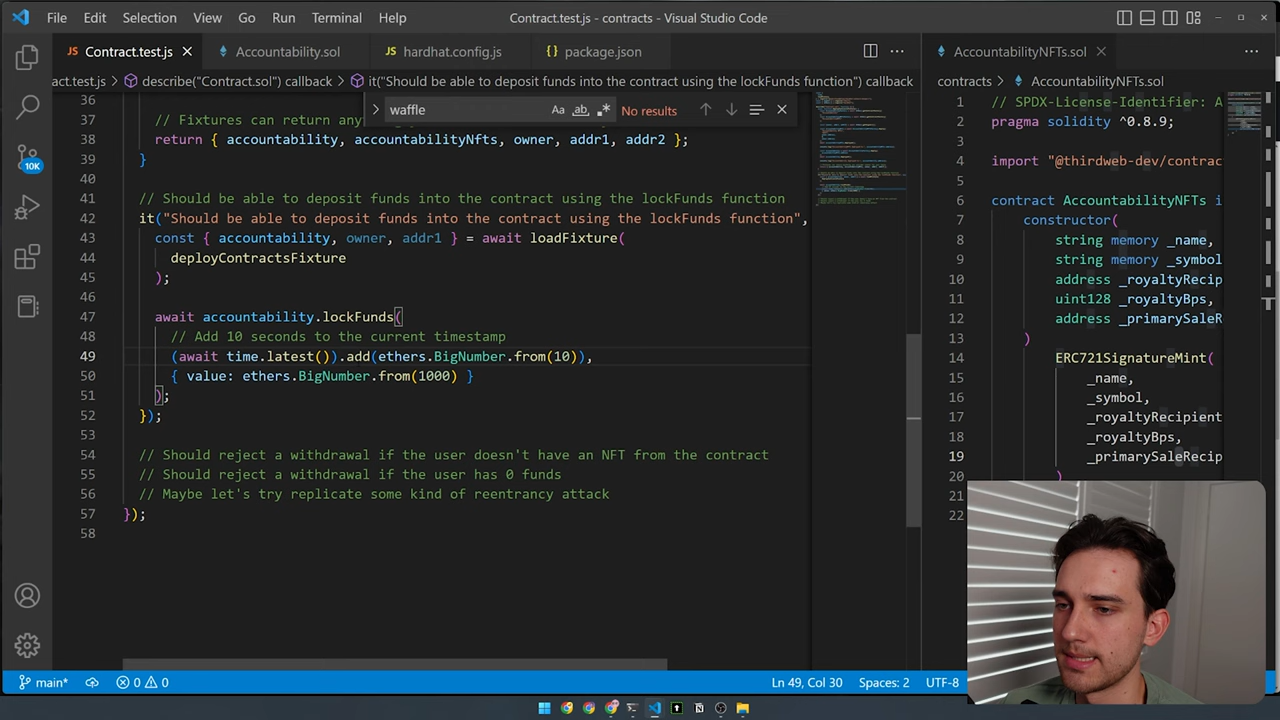 File Edit Selection View Go Run Terminal Help
Contract.test.js - contracts - Visual Studio Code
JS Contract.test.js
Accountability.sol
JS hardhat.config.js
{} package.json
act.test.js > describe("Contract.sol") callback > it("Should be able to deposit funds into the contract using the lockFunds function") callback
waffle
Aa ab .*
No results
36
37 // Fixtures can return any
38 return { accountability, accountabilityNfts, owner, addr1, addr2 };
39 }
40
41 // Should be able to deposit funds into the contract using the lockFunds function
42 it("Should be able to deposit funds into the contract using the lockFunds function",
43 const { accountability, owner, addr1 } = await loadFixture(
44 deployContractsFixture
45 );
46
47 await accountability.lockFunds(
48 // Add 10 seconds to the current timestamp
49 (await time.latest()).add(ethers.BigNumber.from(10)),
50 { value: ethers.BigNumber.from(1000) }
51 );
52 });
53
54 // Should reject a withdrawal if the user doesn't have an NFT from the contract
55 // Should reject a withdrawal if the user has 0 funds
56 // Maybe let's try replicate some kind of reentrancy attack
57 });
58
AccountabilityNFTs.sol
contracts > AccountabilityNFTs.sol
1 // SPDX-License-Identifier: A
2 pragma solidity ^0.8.9;
3
4 import "@thirdweb-dev/contrac
5
6 contract AccountabilityNFTs i
7 constructor(
8 string memory _name,
9 string memory _symbol
10 address _royaltyRecip
11 uint128 _royaltyBps,
12 address _primarySaleR
13 )
14 ERC721SignatureMint(
15 _name,
16 _symbol,
17 _royaltyRecipient
18 _royaltyBps,
19 _primarySaleRecip
20 )
21
22
10K
main*
0 0
Ln 49, Col 30
Spaces: 2
UTF-8